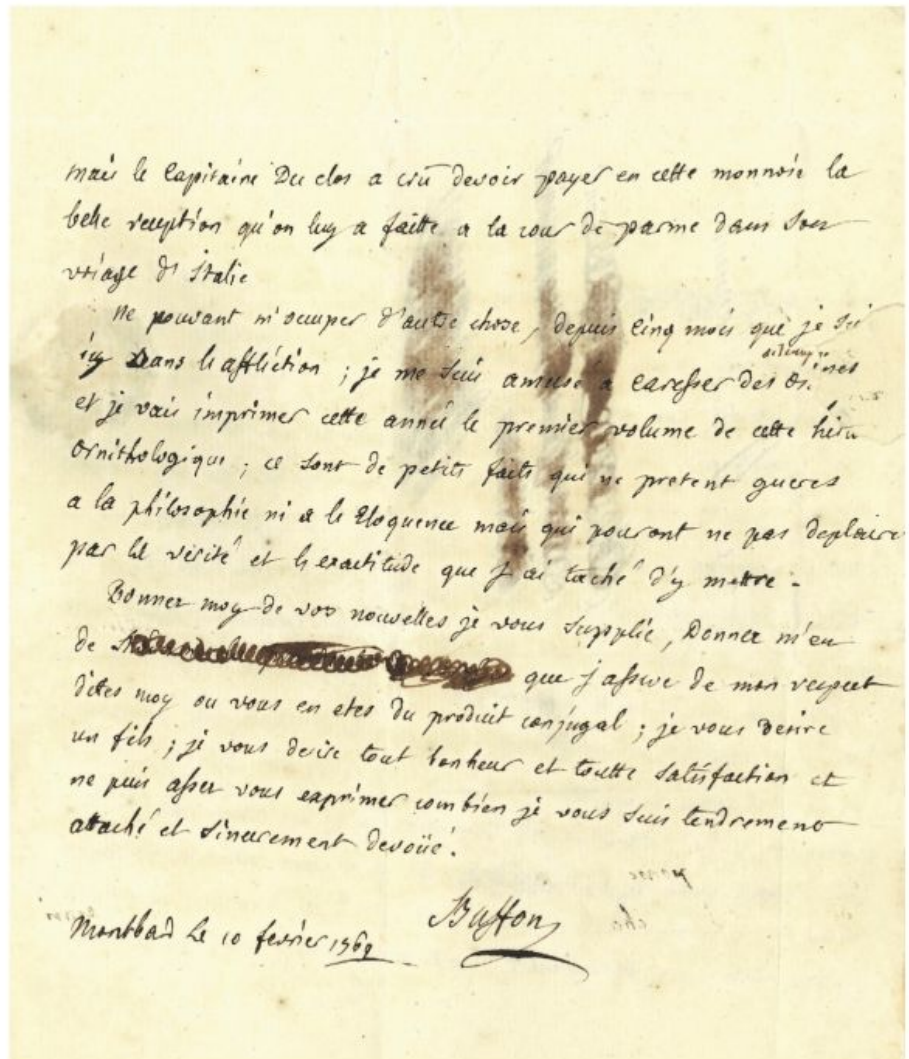 mais le Capitaine Du clos a crû devoir payer en cette monnoie la
belle reception qu'on luy a faitte a la cour de parme dans son
voiage d'Italie
Ne pouvant m'occuper d'autre chose, depuis cinq mois que je sui
icy Dans l'affliction ; je me suis amusé a caresser des
et je vais imprimer cette année le premier volume de cette
Ornithologique ; ce sont de petits faits qui ne pretent gueres
a la philosophie ni a l'Eloquence mais qui pouront ne pas deplaire
par la verité et l'exactitude que j'ai taché d'y mettre .
Donner moy de vos nouvelles je vous supplie, Donner m'en
de que j'assure de mon respect
dites moy ou vous en etes du produit conjugal ; je vous desire
un fils ; je vous desire tout bonheur et toutte satisfaction et
ne puis assez vous exprimer combien je vous suis tendrement
attaché et sincerement devoüé .
Buffon
Montbard Le 10 fevrier 1769